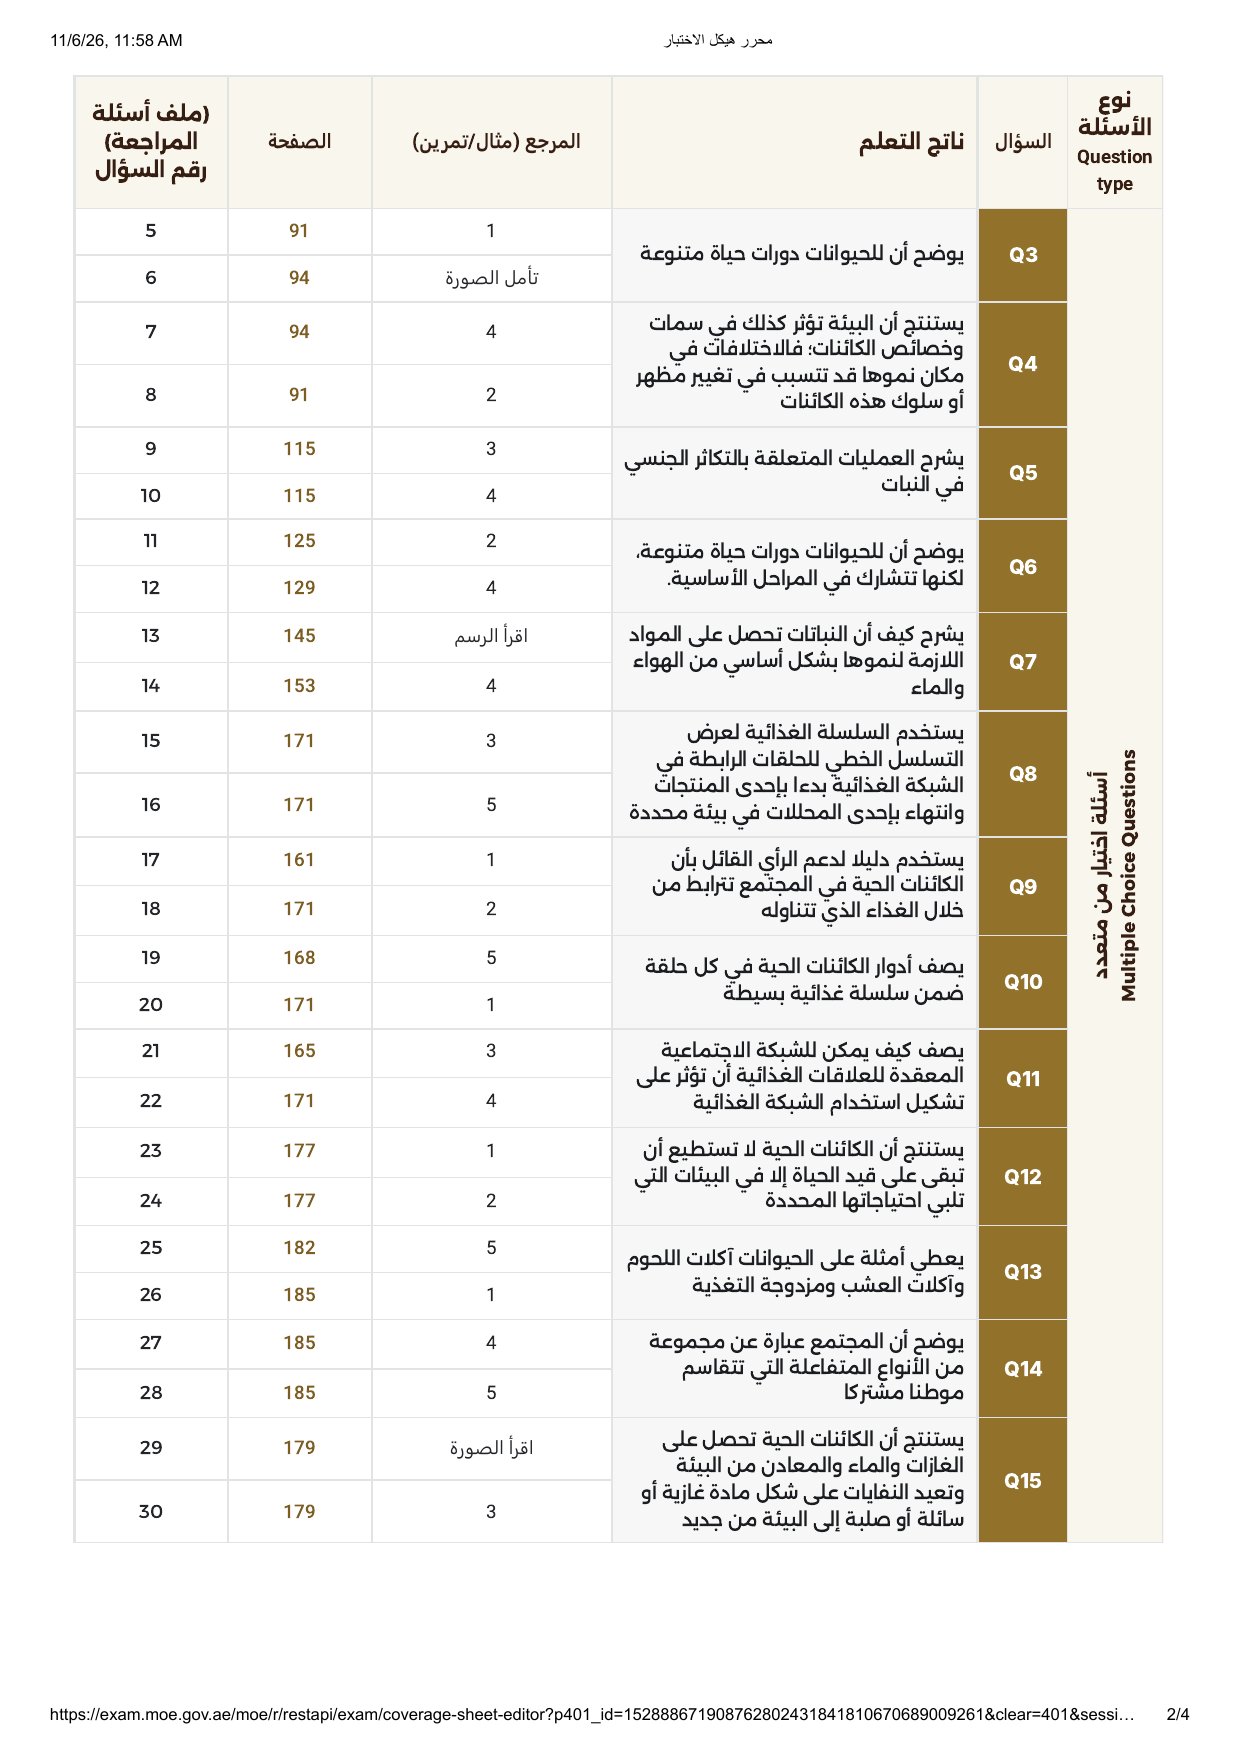 11/6/26, 11:58 AM
محرر هيكل الاختبار
نوع
الأسئلة
Question
type
السؤال
ناتج التعلم
المرجع (مثال/تمرين)
الصفحة
(ملف أسئلة
المراجعة)
رقم السؤال
أسئلة اختيار من متعدد
Multiple Choice Questions
Q3
يوضح أن للحيوانات دورات حياة متنوعة
1
91
5
تأمل الصورة
94
6
Q4
يستنتج أن البيئة تؤثر كذلك في سمات
وخصائص الكائنات؛ فالاختلافات في
مكان نموها قد تتسبب في تغيير مظهر
أو سلوك هذه الكائنات
4
94
7
2
91
8
Q5
يشرح العمليات المتعلقة بالتكاثر الجنسي
في النبات
3
115
9
4
115
10
Q6
يوضح أن للحيوانات دورات حياة متنوعة،
لكنها تتشارك في المراحل الأساسية.
2
125
11
4
129
12
Q7
يشرح كيف أن النباتات تحصل على المواد
اللازمة لنموها بشكل أساسي من الهواء
والماء
اقرأ الرسم
145
13
4
153
14
Q8
يستخدم السلسلة الغذائية لعرض
التسلسل الخطي للحلقات الرابطة في
الشبكة الغذائية بدءا بإحدى المنتجات
وانتهاء بإحدى المحللات في بيئة محددة
3
171
15
5
171
16
Q9
يستخدم دليلا لدعم الرأي القائل بأن
الكائنات الحية في المجتمع تترابط من
خلال الغذاء الذي تتناوله
1
161
17
2
171
18
Q10
يصف أدوار الكائنات الحية في كل حلقة
ضمن سلسلة غذائية بسيطة
5
168
19
1
171
20
Q11
يصف كيف يمكن للشبكة الاجتماعية
المعقدة للعلاقات الغذائية أن تؤثر على
تشكيل استخدام الشبكة الغذائية
3
165
21
4
171
22
Q12
يستنتج أن الكائنات الحية لا تستطيع أن
تبقى على قيد الحياة إلا في البيئات التي
تلبي احتياجاتها المحددة
1
177
23
2
177
24
Q13
يعطي أمثلة على الحيوانات آكلات اللحوم
وآكلات العشب ومزدوجة التغذية
5
182
25
1
185
26
Q14
يوضح أن المجتمع عبارة عن مجموعة
من الأنواع المتفاعلة التي تتقاسم
موطنا مشتركا
4
185
27
5
185
28
Q15
يستنتج أن الكائنات الحية تحصل على
الغازات والماء والمعادن من البيئة
وتعيد النفايات على شكل مادة غازية أو
سائلة أو صلبة إلى البيئة من جديد
اقرأ الصورة
179
29
3
179
30
https://exam.moe.gov.ae/moe/r/restapi/exam/coverage-sheet-editor?p401_id=152888671908762802431841810670689009261&clear=401&sessi…
2/4